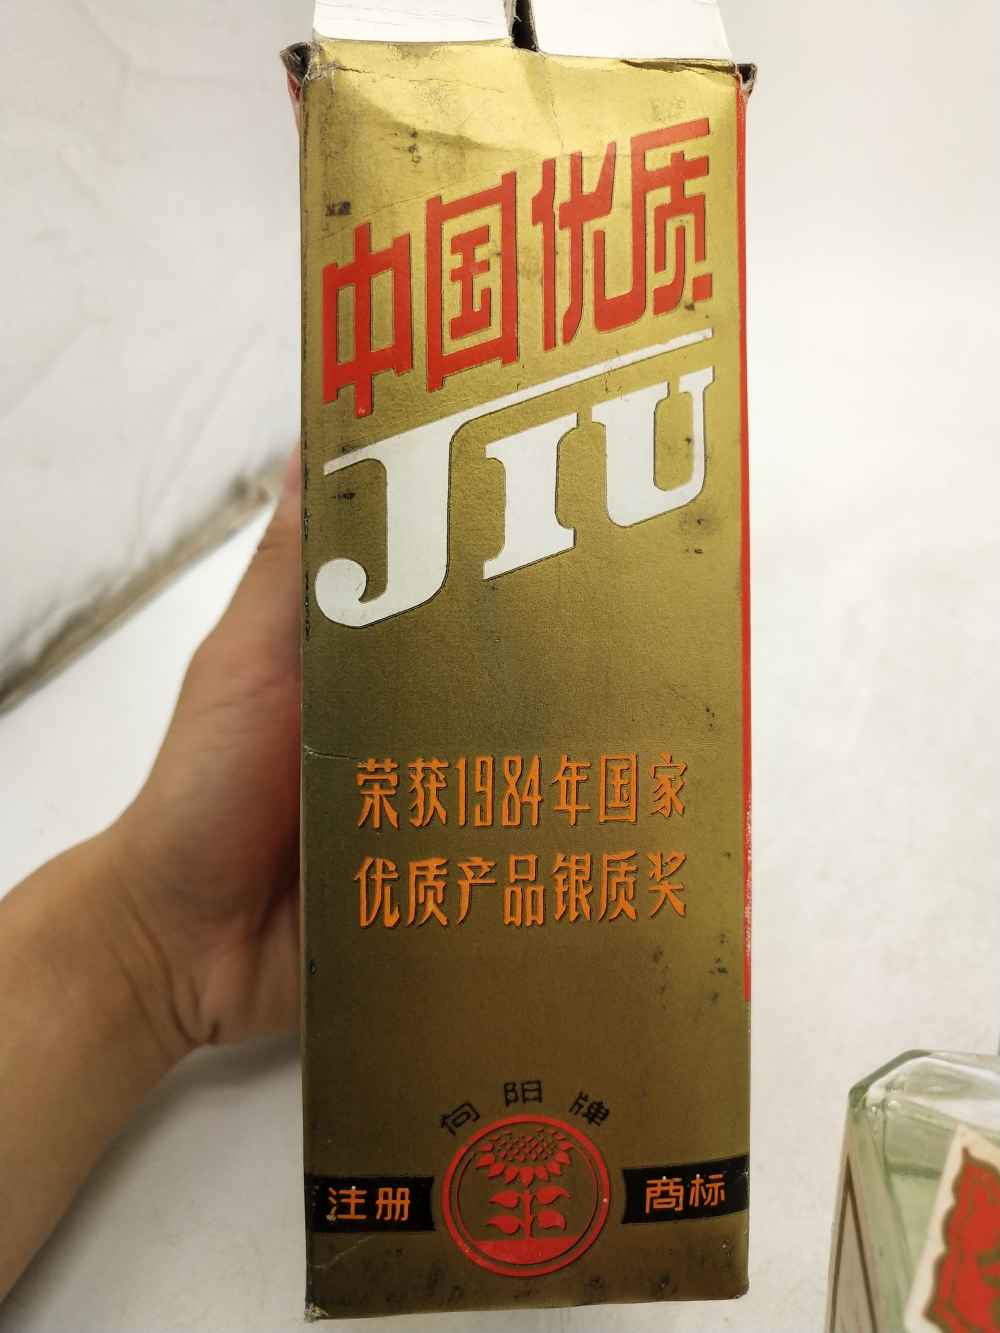 中国优质
JIU
荣获1984年国家
优质产品银质奖
向阳牌
注册 商标